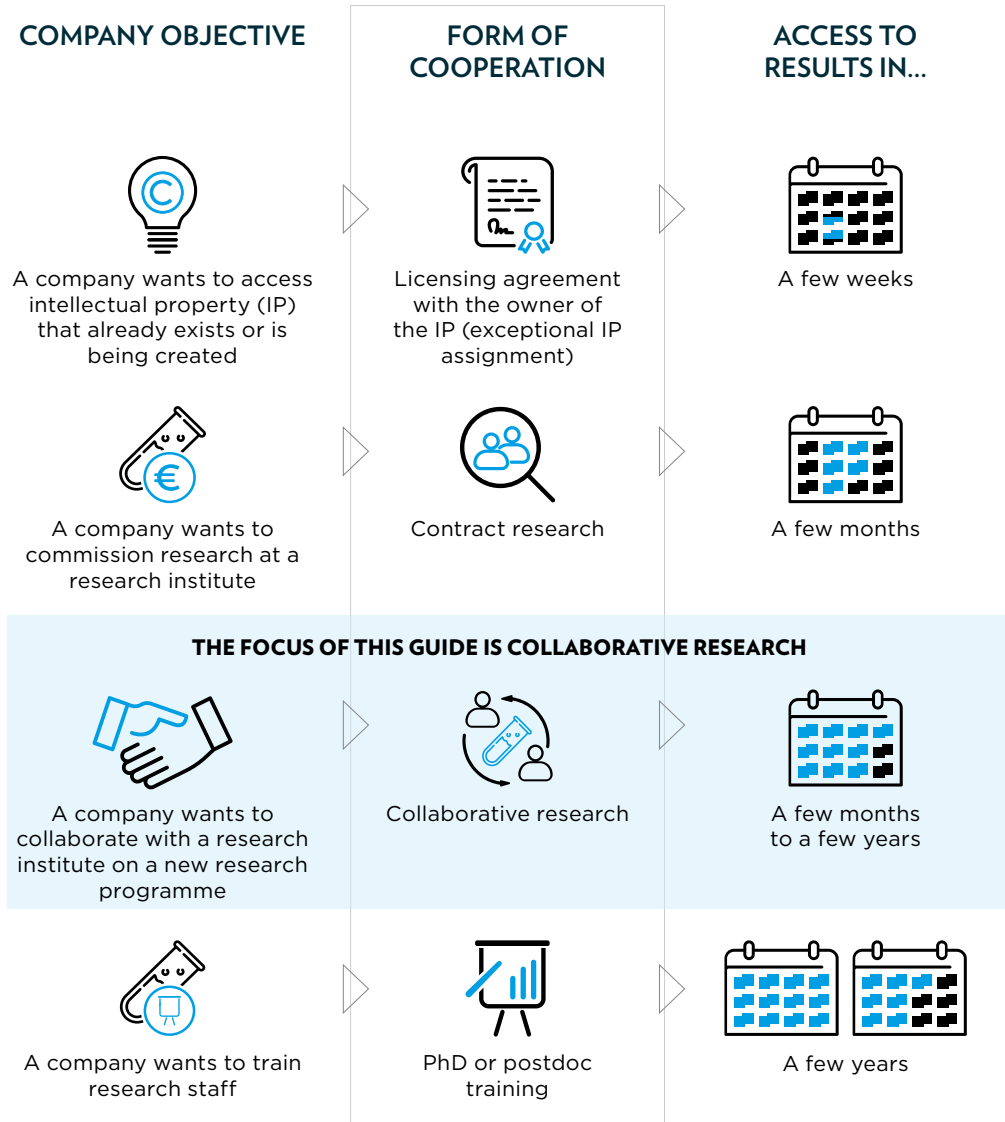 COMPANY OBJECTIVE
FORM OF
COOPERATION
ACCESS TO
RESULTS IN...
©
A company wants to access
intellectual property (IP)
that already exists or is
being created
Licensing agreement
with the owner of
the IP (exceptional IP
assignment)
A few weeks
€
A company wants to
commission research at a
research institute
Contract research
A few months
THE FOCUS OF THIS GUIDE IS COLLABORATIVE RESEARCH
A company wants to
collaborate with a research
institute on a new research
programme
Collaborative research
A few months
to a few years
A company wants to train
research staff
PhD or postdoc
training
A few years